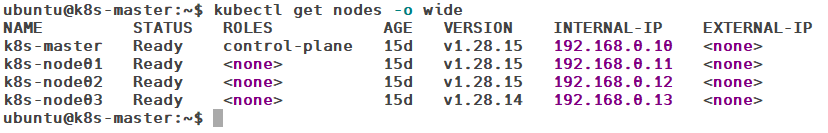 ubuntu@k8s-master:~$ kubectl get nodes -o wide
NAME         STATUS   ROLES           AGE   VERSION    INTERNAL-IP    EXTERNAL-IP
k8s-master   Ready    control-plane   15d   v1.28.15   192.168.0.10   <none>
k8s-node01   Ready    <none>          15d   v1.28.15   192.168.0.11   <none>
k8s-node02   Ready    <none>          15d   v1.28.15   192.168.0.12   <none>
k8s-node03   Ready    <none>          15d   v1.28.14   192.168.0.13   <none>
ubuntu@k8s-master:~$